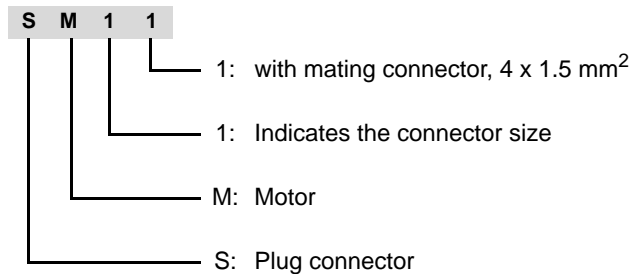 S M 1 1
1: with mating connector, 4 x 1.5 mm²
1: Indicates the connector size
M: Motor
S: Plug connector